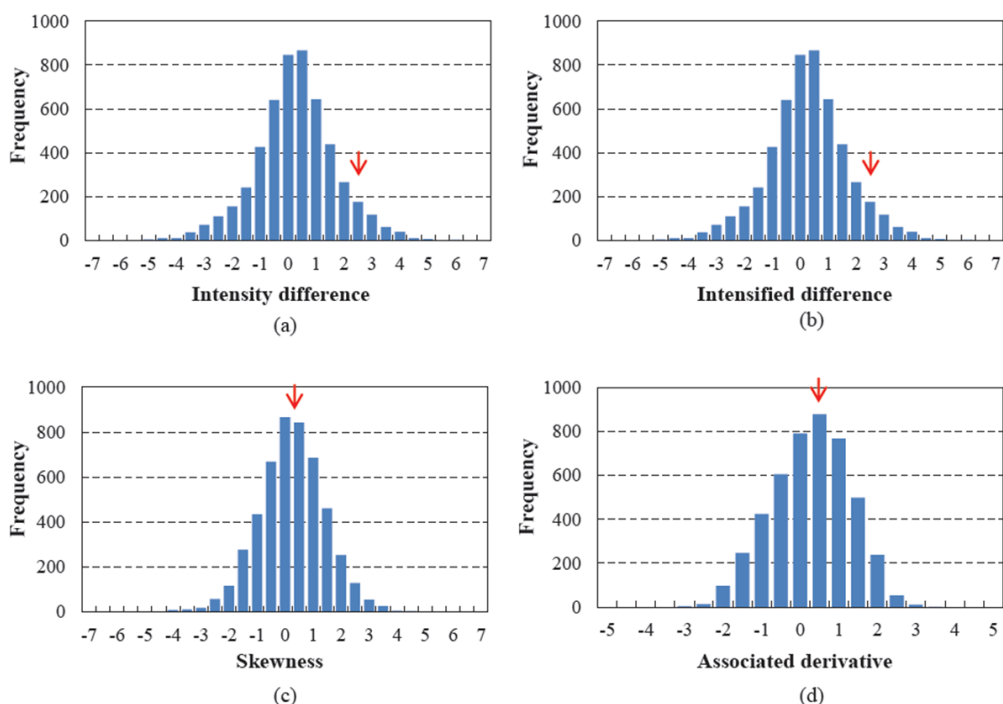 1000
800
600
400
200
0
Frequency
-7 -6 -5 -4 -3 -2 -1 0 1 2 3 4 5 6 7
Intensity difference
(a)
1000
800
600
400
200
0
Frequency
-7 -6 -5 -4 -3 -2 -1 0 1 2 3 4 5 6 7
Intensified difference
(b)
1000
800
600
400
200
0
Frequency
-7 -6 -5 -4 -3 -2 -1 0 1 2 3 4 5 6 7
Skewness
(c)
1000
800
600
400
200
0
Frequency
-5 -4 -3 -2 -1 0 1 2 3 4 5
Associated derivative
(d)